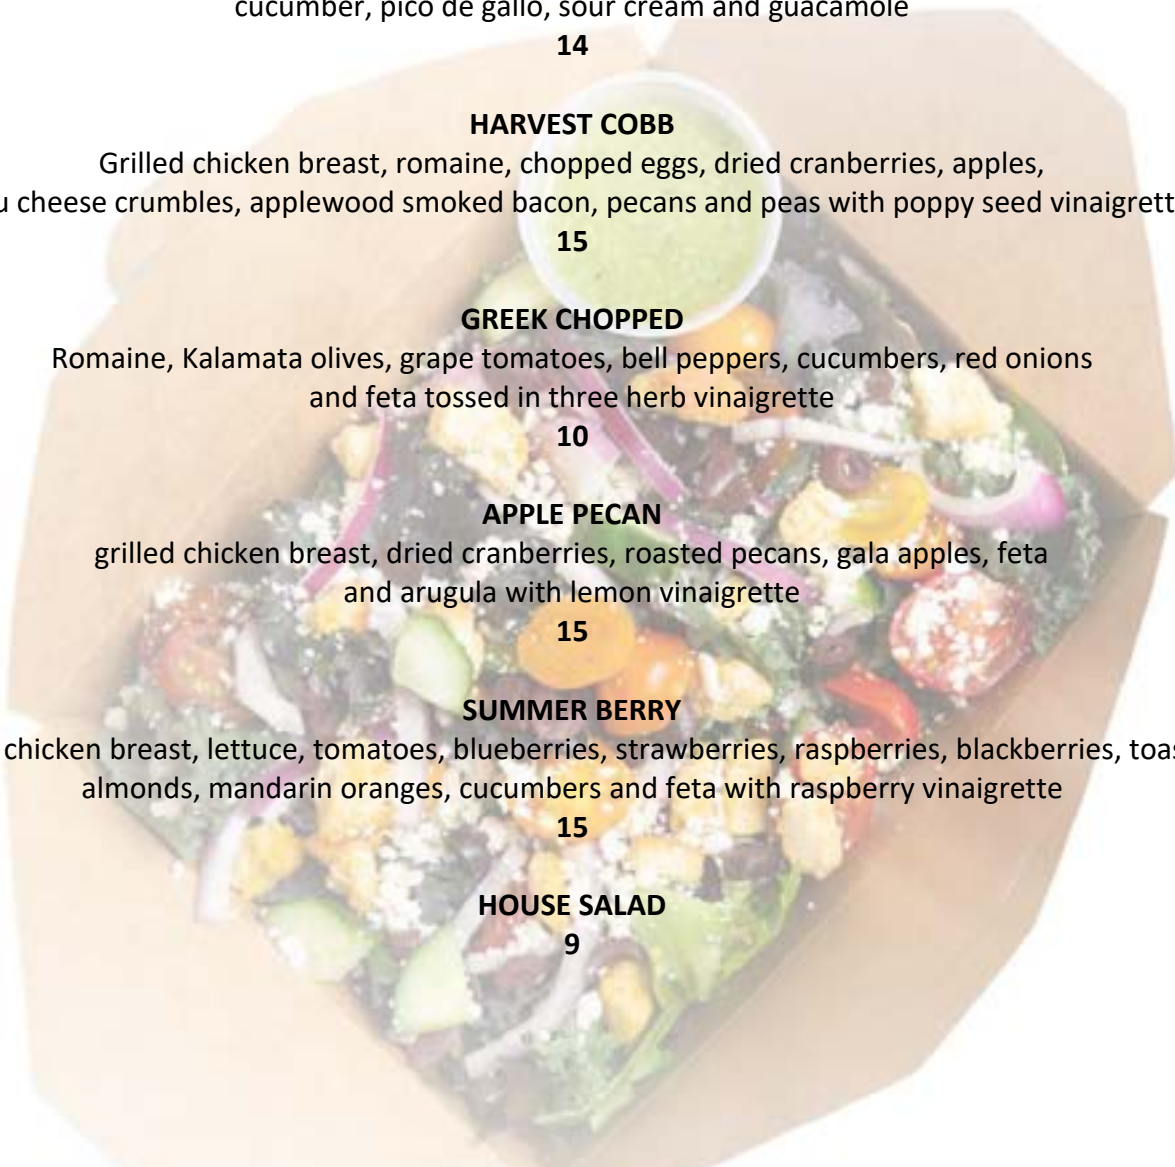 cucumber, pico de gallo, sour cream and guacamole
14
HARVEST COBB
Grilled chicken breast, romaine, chopped eggs, dried cranberries, apples,
cheese crumbles, applewood smoked bacon, pecans and peas with poppy seed
15
GREEK CHOPPED
Romaine, Kalamata olives, grape tomatoes, bell peppers, cucumbers, red onions
and feta tossed in three herb vinaigrette
10
APPLE PECAN
grilled chicken breast, dried cranberries, roasted pecans, gala apples, feta
and arugula with lemon vinaigrette
15
SUMMER BERRY
chicken breast, lettuce, tomatoes, blueberries, strawberries, raspberries, blackberries,
almonds, mandarin oranges, cucumbers and feta with raspberry vinaigrette
15
HOUSE SALAD
9